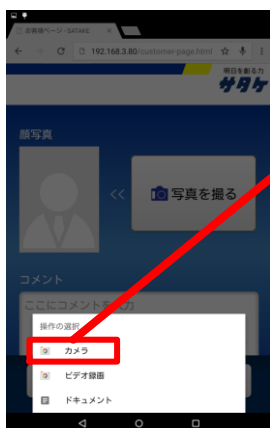 お客様ページ - SATAKE
192.168.3.80/customer-page.html
明日を創る力
サタケ
顔写真
<<
写真を撮る
コメント
ここにコメントを入力
操作の選択
カメラ
ビデオ録画
ドキュメント